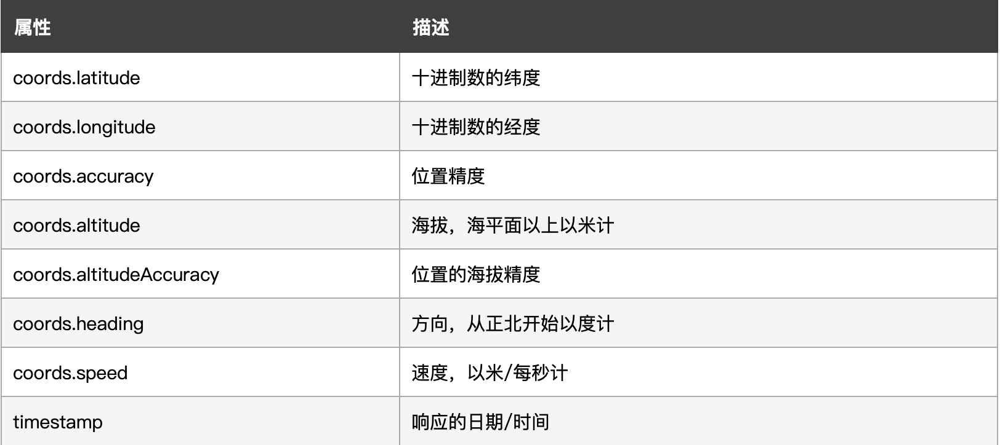 属性 描述
coords.latitude 十进制数的纬度
coords.longitude 十进制数的经度
coords.accuracy 位置精度
coords.altitude 海拔，海平面以上以米计
coords.altitudeAccuracy 位置的海拔精度
coords.heading 方向，从正北开始以度计
coords.speed 速度，以米/每秒计
timestamp 响应的日期/时间